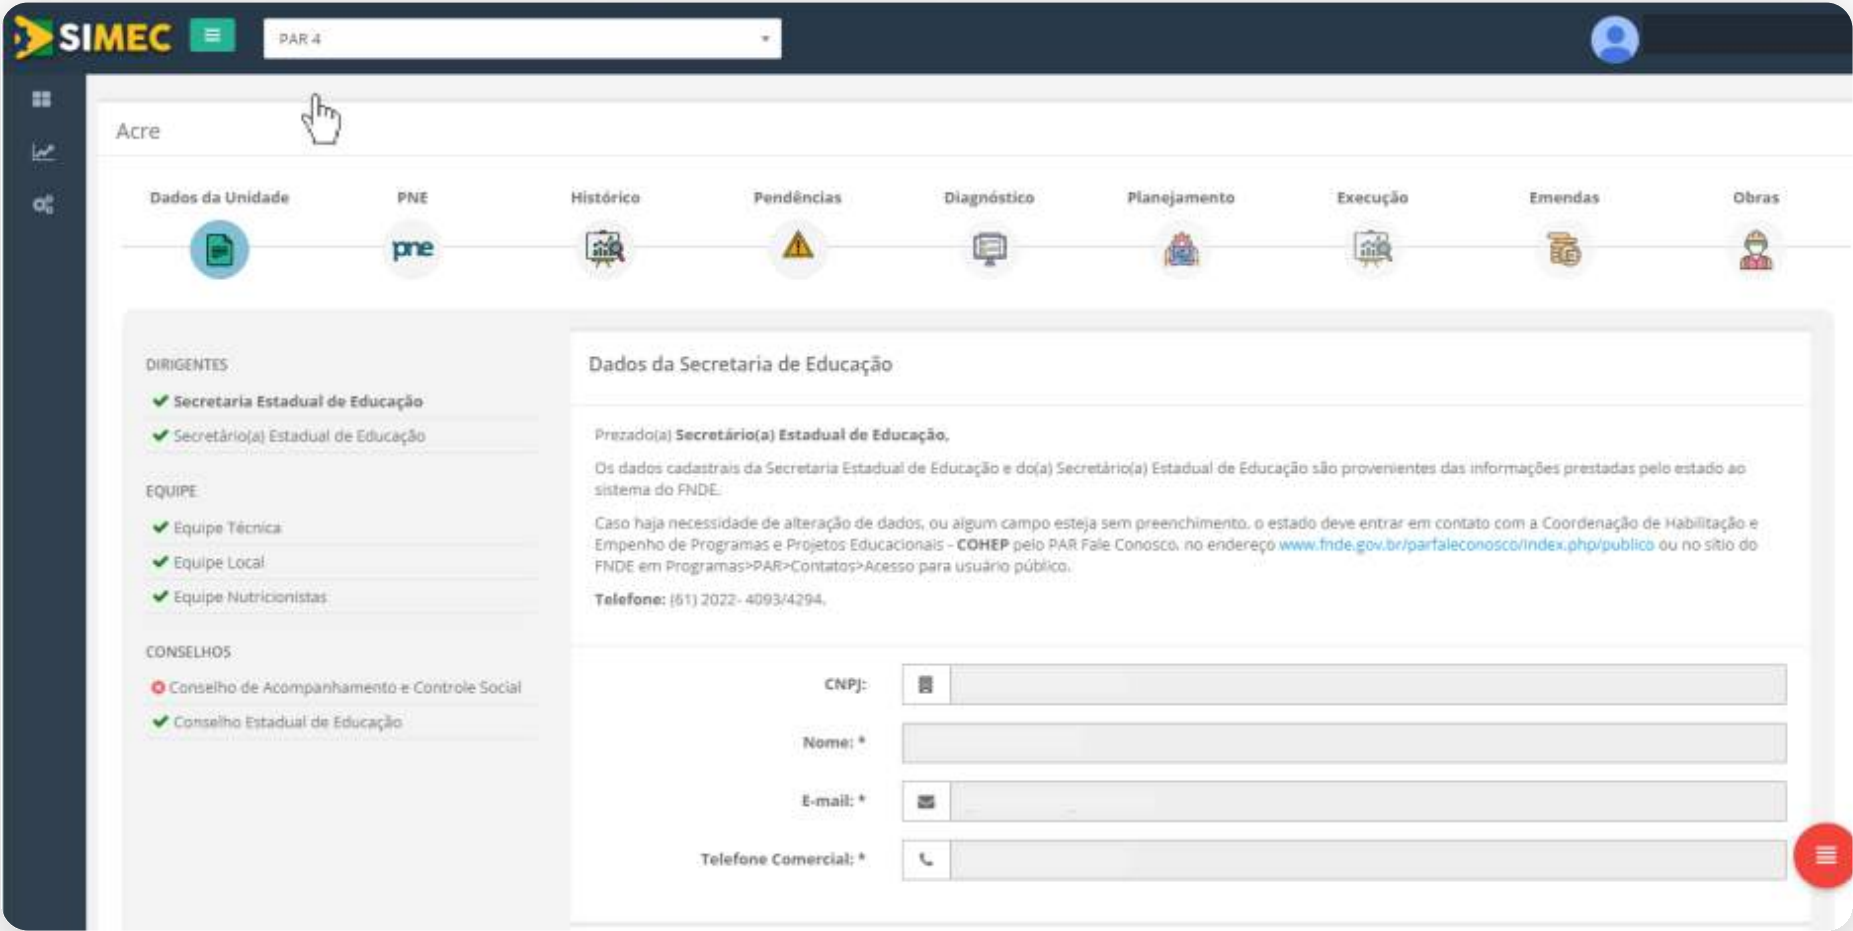 SIMEC
PAR 4
Acre
Dados da Unidade
PNE
Histórico
Pendências
Diagnóstico
Planejamento
Execução
Emendas
Obras
pne
DIRIGENTES
Secretaria Estadual de Educação
Secretário(a) Estadual de Educação
EQUIPE
Equipe Técnica
Equipe Local
Equipe Nutricionistas
CONSELHOS
Conselho de Acompanhamento e Controle Social
Conselho Estadual de Educação
Dados da Secretaria de Educação
Prezado(a) Secretário(a) Estadual de Educação,
Os dados cadastrais da Secretaria Estadual de Educação e do(a) Secretário(a) Estadual de Educação são provenientes das informações prestadas pelo estado ao
sistema do FNDE.
Caso haja necessidade de alteração de dados, ou algum campo esteja sem preenchimento, o estado deve entrar em contato com a Coordenação de Habilitação e
Empenho de Programas e Projetos Educacionais - COHEP pelo PAR Fale Conosco, no endereço www.fnde.gov.br/parfaleconosco/index.php/publico ou no sítio do
FNDE em Programas>PAR>Contatos>Acesso para usuário público.
Telefone: (61) 2022- 4093/4294.
CNPJ:
Nome: *
E-mail: *
Telefone Comercial: *